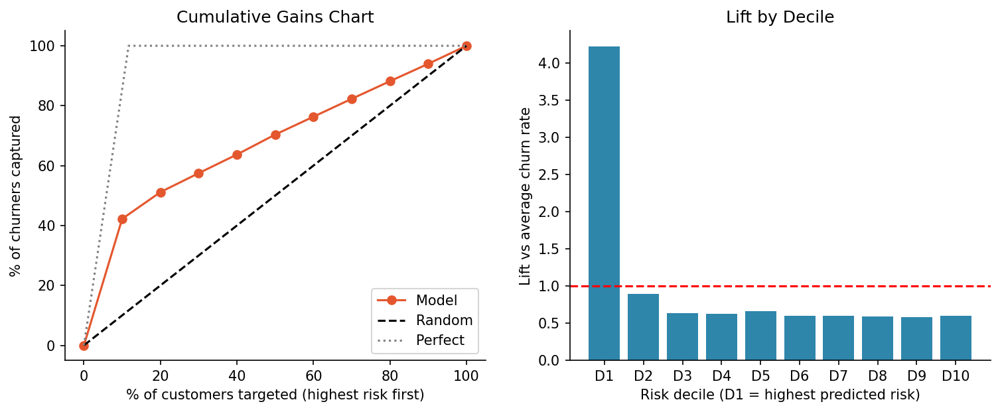 Cumulative Gains Chart
% of churners captured
100
80
60
40
20
0
Model
Random
Perfect
0 20 40 60 80 100
% of customers targeted (highest risk first)
Lift by Decile
Lift vs average churn rate
4.0
3.5
3.0
2.5
2.0
1.5
1.0
0.5
0.0
D1 D2 D3 D4 D5 D6 D7 D8 D9 D10
Risk decile (D1 = highest predicted risk)